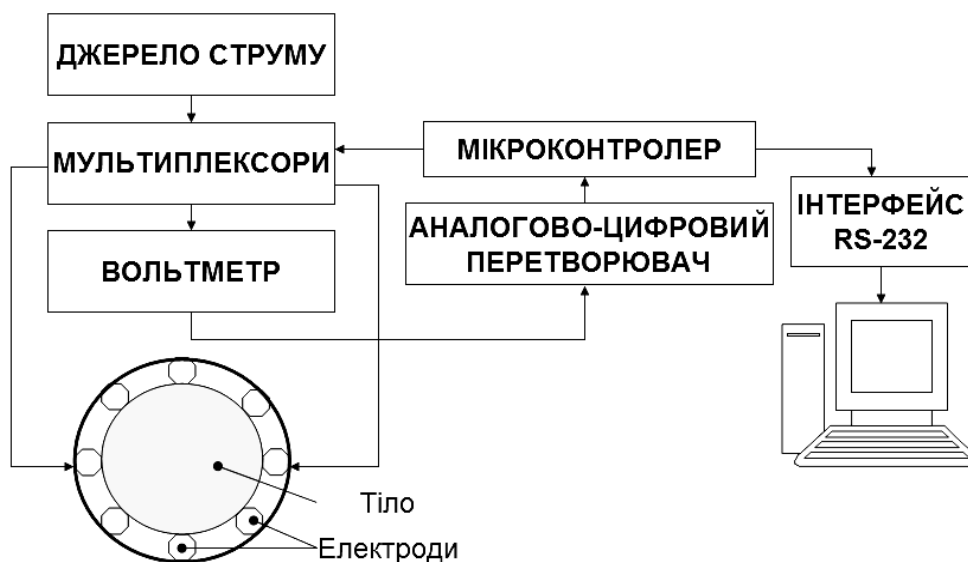 ДЖЕРЕЛО СТРУМУ
МУЛЬТИПЛЕКСОРИ
ВОЛЬТМЕТР
МІКРОКОНТРОЛЕР
АНАЛОГОВО-ЦИФРОВИЙ
ПЕРЕТВОРЮВАЧ
ІНТЕРФЕЙС
RS-232
Тіло
Електроди